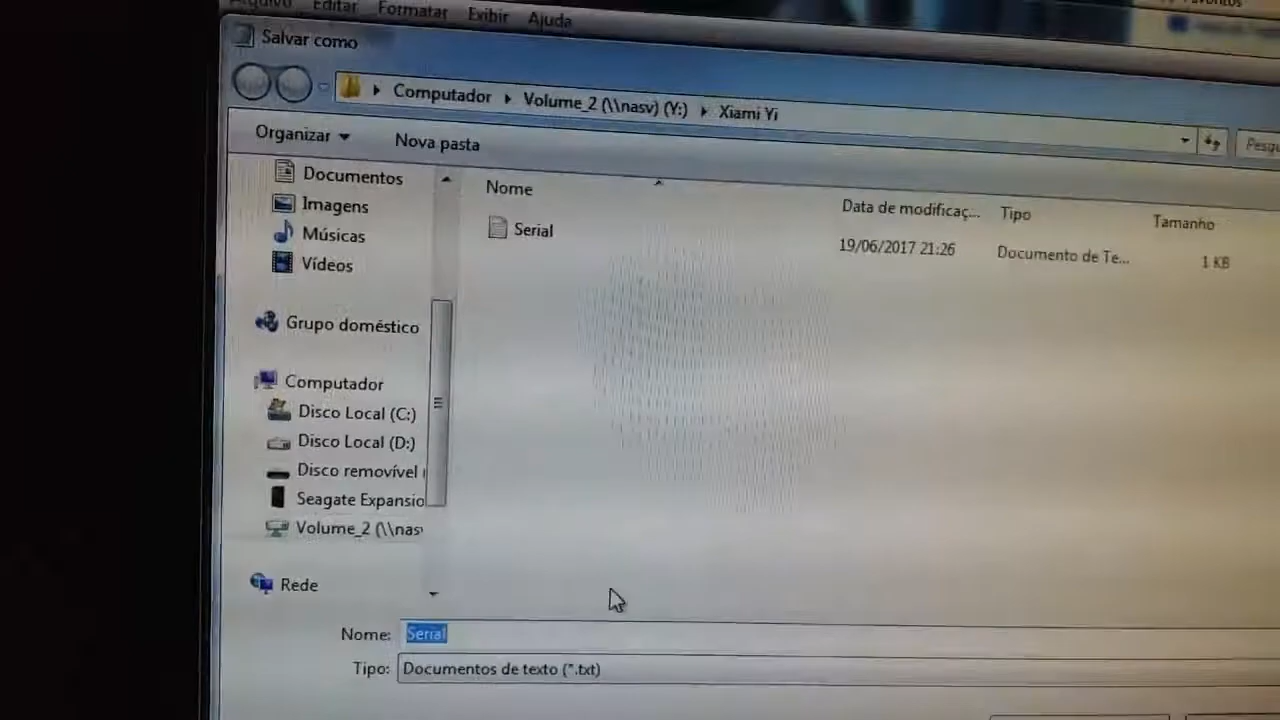 Arquivo Editar Formatar Exibir Ajuda
Salvar como
Computador Volume_2 (\\nasv) (Y:) Xiami Yi
Organizar Nova pasta
Documentos
Imagens
Músicas
Vídeos
Grupo doméstico
Computador
Disco Local (C:)
Disco Local (D:)
Disco removível
Seagate Expansio
Volume_2 (\\nas
Rede
Nome Data de modificaç... Tipo Tamanho
Serial 19/06/2017 21:26 Documento de Te... 1 KB
Nome: Serial
Tipo: Documentos de texto (*.txt)